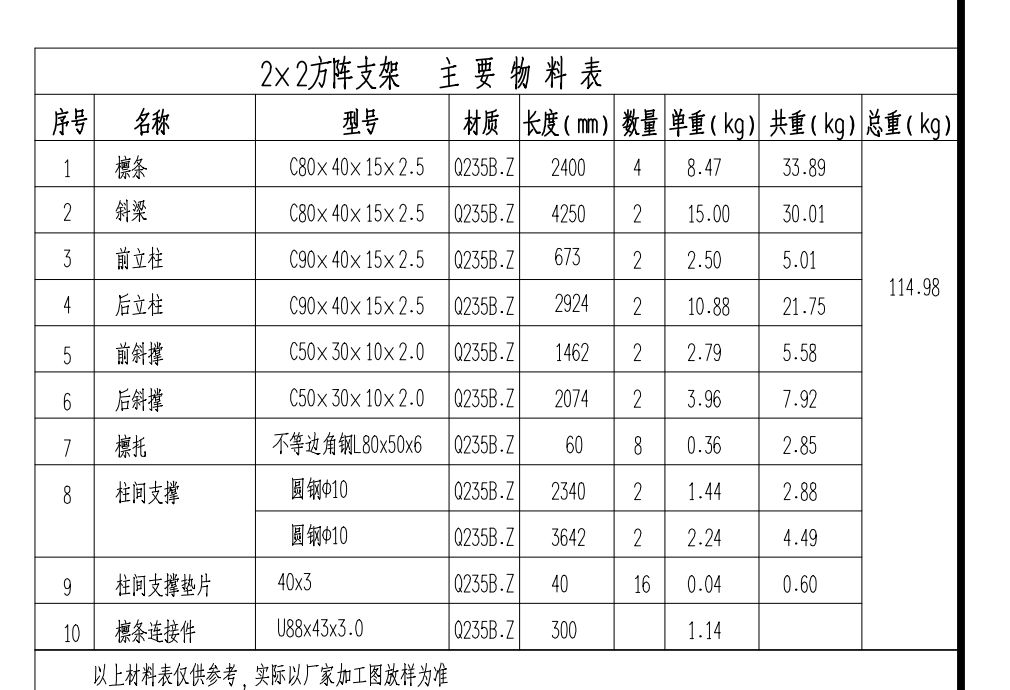 2×2方阵支架 主要物料表
序号 名称 型号 材质 长度(mm) 数量 单重(kg) 共重(kg) 总重(kg)
1 檩条 C80×40×15×2.5 Q235B.Z 2400 4 8.47 33.89
2 斜梁 C80×40×15×2.5 Q235B.Z 4250 2 15.00 30.01
3 前立柱 C90×40×15×2.5 Q235B.Z 673 2 2.50 5.01
114.98
4 后立柱 C90×40×15×2.5 Q235B.Z 2924 2 10.88 21.75
5 前斜撑 C50×30×10×2.0 Q235B.Z 1462 2 2.79 5.58
6 后斜撑 C50×30×10×2.0 Q235B.Z 2074 2 3.96 7.92
7 檩托 不等边角钢L80x50x6 Q235B.Z 60 8 0.36 2.85
8 柱间支撑 圆钢Φ10 Q235B.Z 2340 2 1.44 2.88
圆钢Φ10 Q235B.Z 3642 2 2.24 4.49
9 柱间支撑垫片 40x3 Q235B.Z 40 16 0.04 0.60
10 檩条连接件 U88x43x3.0 Q235B.Z 300 1.14
以上材料表仅供参考,实际以厂家加工图放样为准